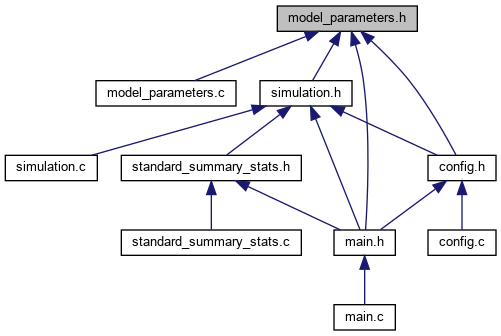 model_parameters.h
model_parameters.c
simulation.h
simulation.c
standard_summary_stats.h
config.h
standard_summary_stats.c
main.h
config.c
main.c